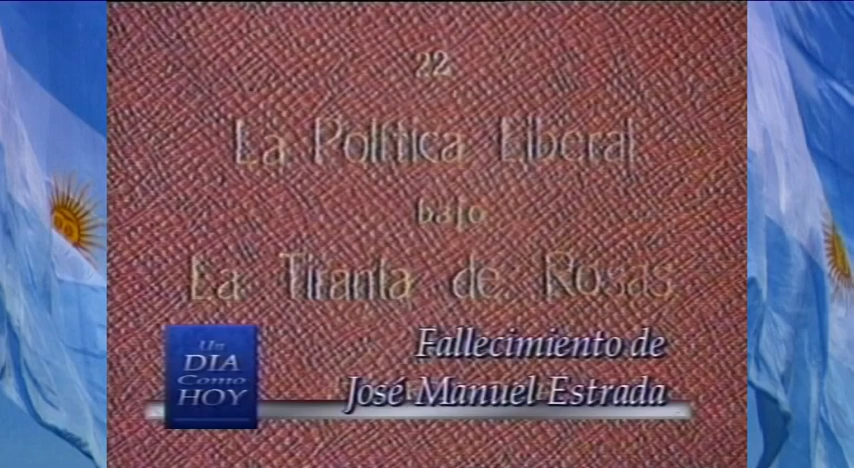 22
La Política Liberal
bajo
La Tiranía de Rosas
Fallecimiento de
José Manuel Estrada
Un
DIA
Como
HOY